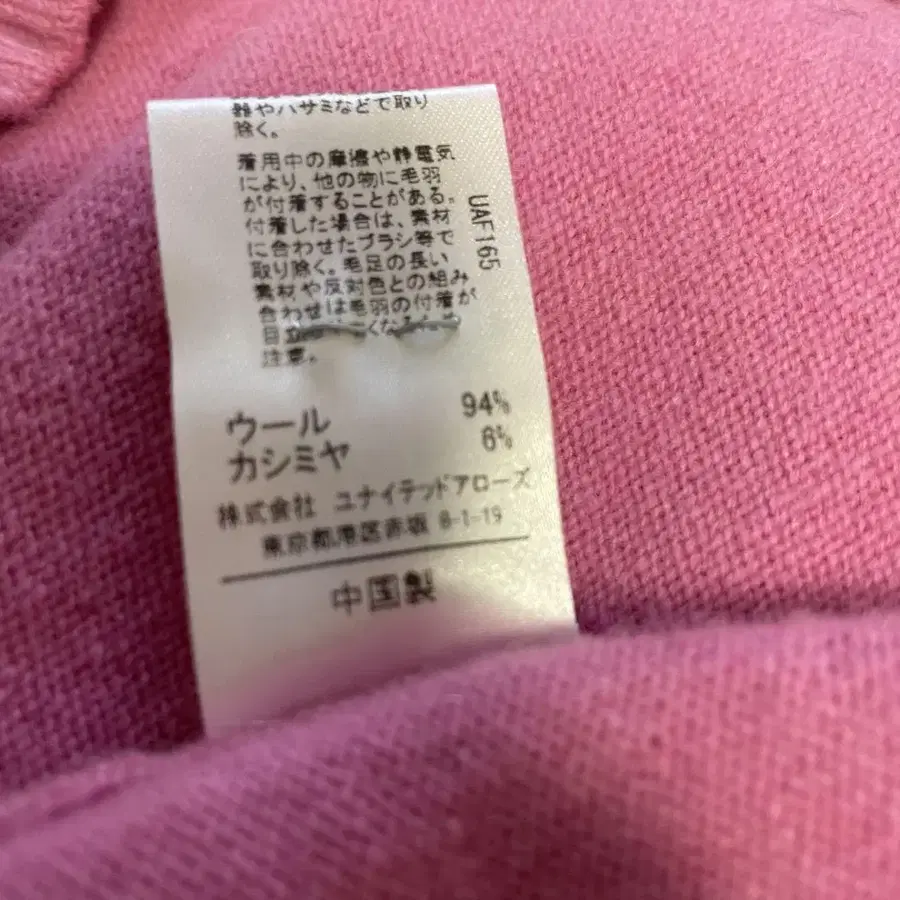 器やハサミなどで取り
除く。
着用中の摩擦や静電気
により、他の物に毛羽
が付着することがある。
付着した場合は、素材
に合わせたブラシ等で
取り除く。毛足の長い
素材や反対色との組み
合わせは毛羽の付着が
目立
注意。
UAF165
ウール 94%
カシミヤ 6%
株式会社 ユナイテッドアローズ
東京都港区赤坂 8-1-19
中国製